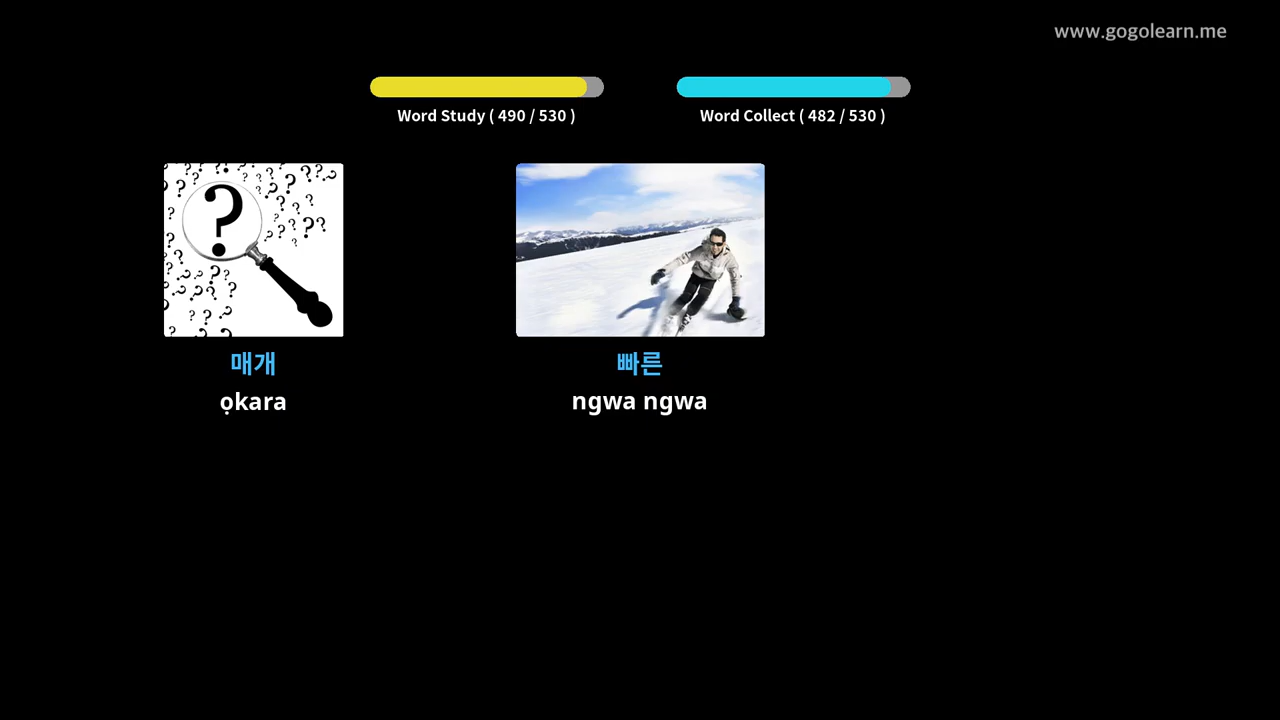 www.gogolearn.me
Word Study ( 490 / 530 )
Word Collect ( 482 / 530 )
매개
ọkara
빠른
ngwa ngwa